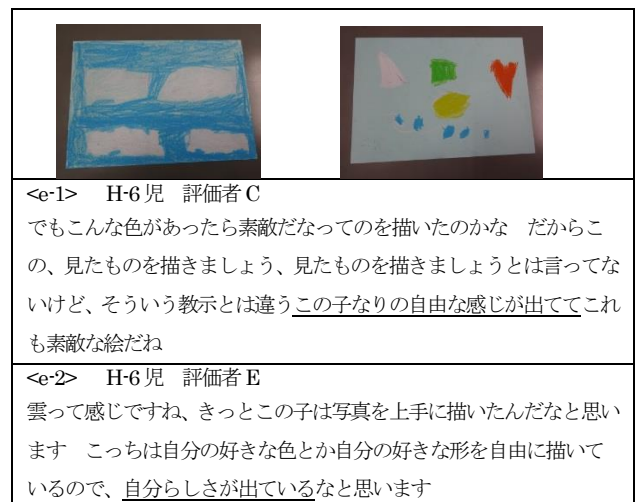 <e-1>　H-6児　評価者C
でもこんな色があったら素敵だなってのを描いたのかな　だからこ
の、見たものを描きましょう、見たものを描きましょうとは言ってな
いけど、そういう教示とは違うこの子なりの自由な感じが出ててこれ
も素敵な絵だね
<e-2>　H-6児　評価者E
雲って感じですね、きっとこの子は写真を上手に描いたんだなと思い
ます　こっちは自分の好きな色とか自分の好きな形を自由に描いて
いるので、自分らしさが出ているなと思います